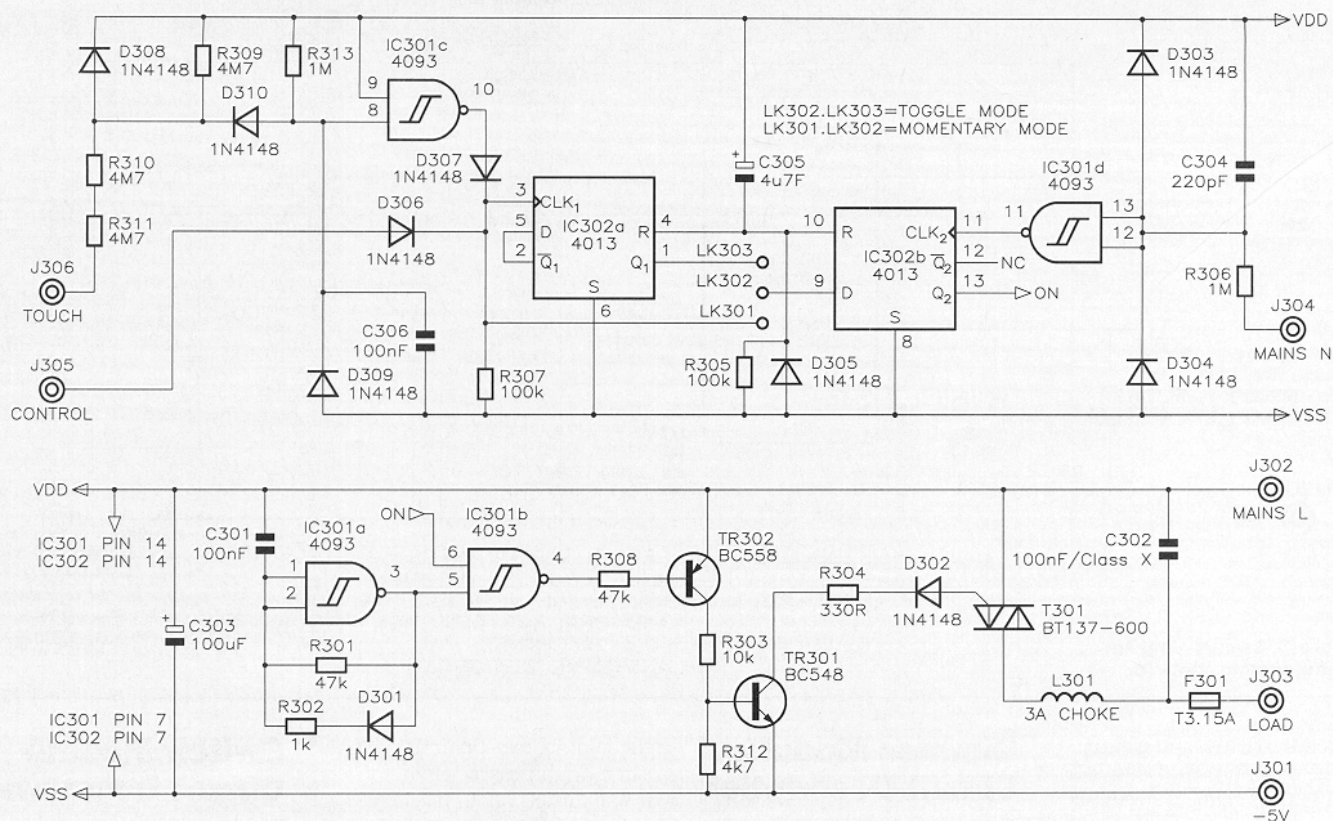 VDD
D308
1N4148
R309
4M7
R313
1M
IC301c
4093
9
8
10
D310
1N4148
D303
1N4148
LK302.LK303=TOGGLE MODE
LK301.LK302=MOMENTARY MODE
R310
4M7
R311
4M7
D307
1N4148
D306
1N4148
3
CLK1
5
D
2
Q1
IC302a
4013
R
4
Q1
1
S
6
+
C305
4u7F
LK303
LK302
LK301
10
R
9
D
IC302b
4013
CLK2
11
Q2
12
NC
Q2
13
ON
S
8
IC301d
4093
11
13
12
C304
220pF
R306
1M
J304
MAINS N
J306
TOUCH
J305
CONTROL
C306
100nF
D309
1N4148
R307
100k
R305
100k
D305
1N4148
D304
1N4148
VSS
VDD
J302
MAINS L
IC301 PIN 14
IC302 PIN 14
C301
100nF
IC301a
4093
1
2
3
ON
IC301b
4093
6
5
4
R308
47k
TR302
BC558
C302
100nF/Class X
+
C303
100uF
R301
47k
R302
1k
D301
1N4148
R303
10k
TR301
BC548
R304
330R
D302
1N4148
T301
BT137-600
L301
3A CHOKE
F301
T3.15A
J303
LOAD
R312
4k7
IC301 PIN 7
IC302 PIN 7
VSS
J301
-5V